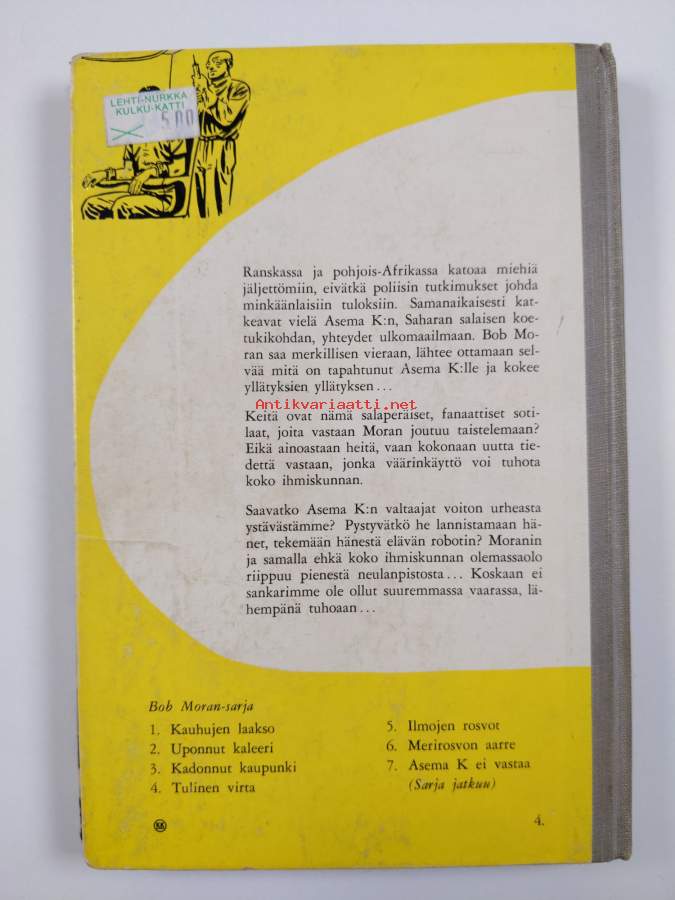 LEHTI-NURKKA
KULKU-KATTI
500
Ranskassa ja pohjois-Afrikassa katoaa miehiä
jäljettömiin, eivätkä poliisin tutkimukset johda
minkäänlaisiin tuloksiin. Samanaikaisesti kat-
keavat vielä Asema K:n, Saharan salaisen koe-
tukikohdan, yhteydet ulkomaailmaan. Bob Mo-
ran saa merkillisen vieraan, lähtee ottamaan sel-
vää mitä on tapahtunut Asema K:lle ja kokee
yllätyksien yllätyksen...
Antikvariaatti.net
Keitä ovat nämä salaperäiset, fanaattiset soti-
laat, joita vastaan Moran joutuu taistelemaan?
Eikä ainoastaan heitä, vaan kokonaan uutta tie-
dettä vastaan, jonka väärinkäyttö voi tuhota
koko ihmiskunnan.
Saavatko Asema K:n valtaajat voiton urheasta
ystävästämme? Pystyvätkö he lannistamaan hä-
net, tekemään hänestä elävän robotin? Moranin
ja samalla ehkä koko ihmiskunnan olemassaolo
riippuu pienestä neulanpistosta... Koskaan ei
sankarimme ole ollut suuremmassa vaarassa, lä-
hempänä tuhoaan...
Bob Moran-sarja
1. Kauhujen laakso
2. Uponnut kaleeri
3. Kadonnut kaupunki
4. Tulinen virta
5. Ilmojen rosvot
6. Merirosvon aarre
7. Asema K ei vastaa
(Sarja jatkuu)
4.